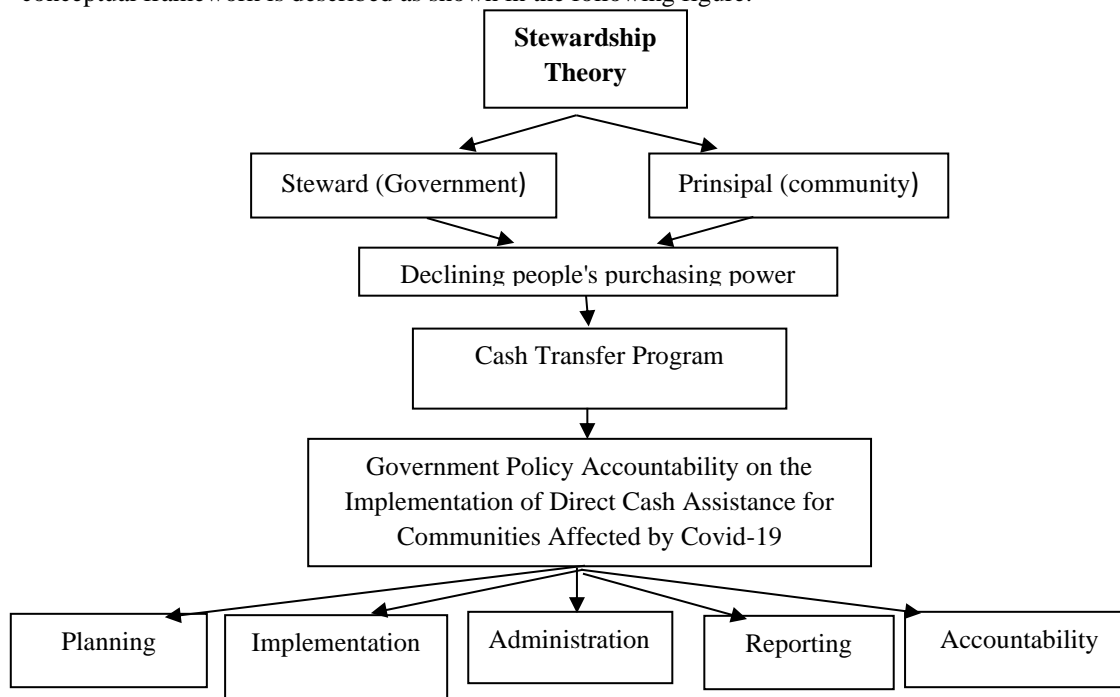 conceptual framework is described as shown in the following figure.
Stewardship
Theory
Steward (Government)
Prinsipal (community)
Declining people's purchasing power
Cash Transfer Program
Government Policy Accountability on the
Implementation of Direct Cash Assistance for
Communities Affected by Covid-19
Planning
Implementation
Administration
Reporting
Accountability